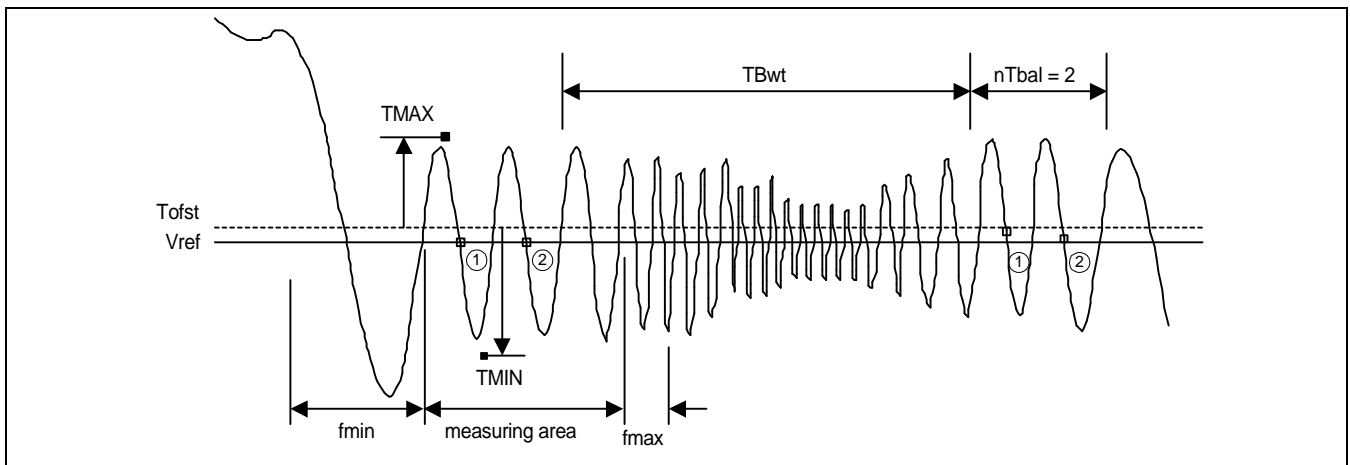 TBwt
nTbal = 2
TMAX
Tofst
Vref
① ② ① ②
TMIN
fmin
measuring area
fmax